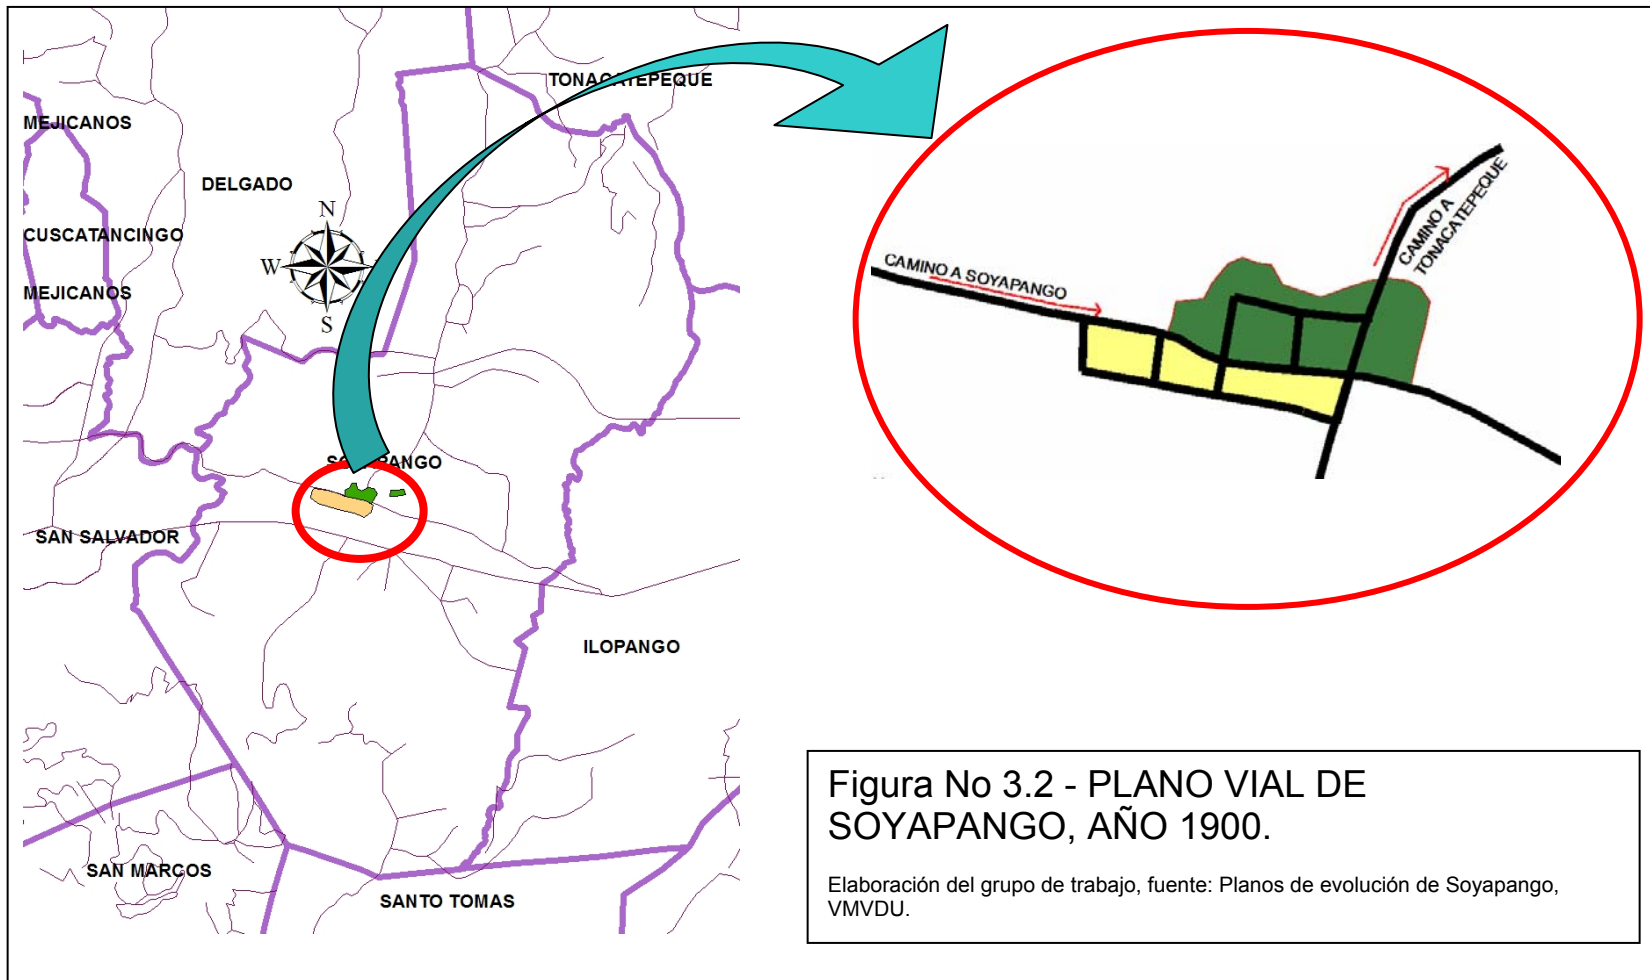 TONACATEPEQUE
MEJICANOS
DELGADO
N
CUSCATANCINGO
W
MEJICANOS
S
SAN SALVADOR
ILOPANGO
SAN MARCOS
SANTO TOMAS
CAMINO A SOYAPANGO
CAMINO A
TONACATEPEQUE
Figura No 3.2 - PLANO VIAL DE
SOYAPANGO, AÑO 1900.
Elaboración del grupo de trabajo, fuente: Planos de evolución de Soyapango,
VMVDU.